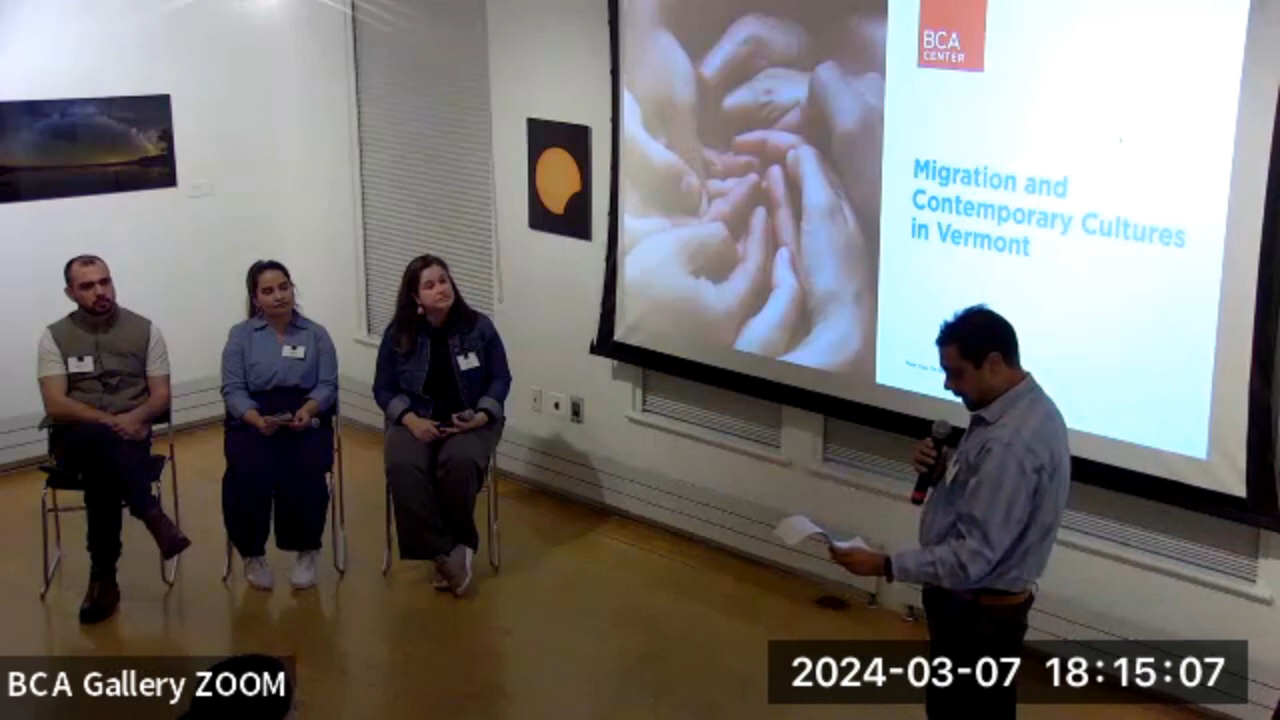 BCA
CENTER
Migration and
Contemporary Cultures
in Vermont
BCA Gallery ZOOM
2024-03-07 18:15:07